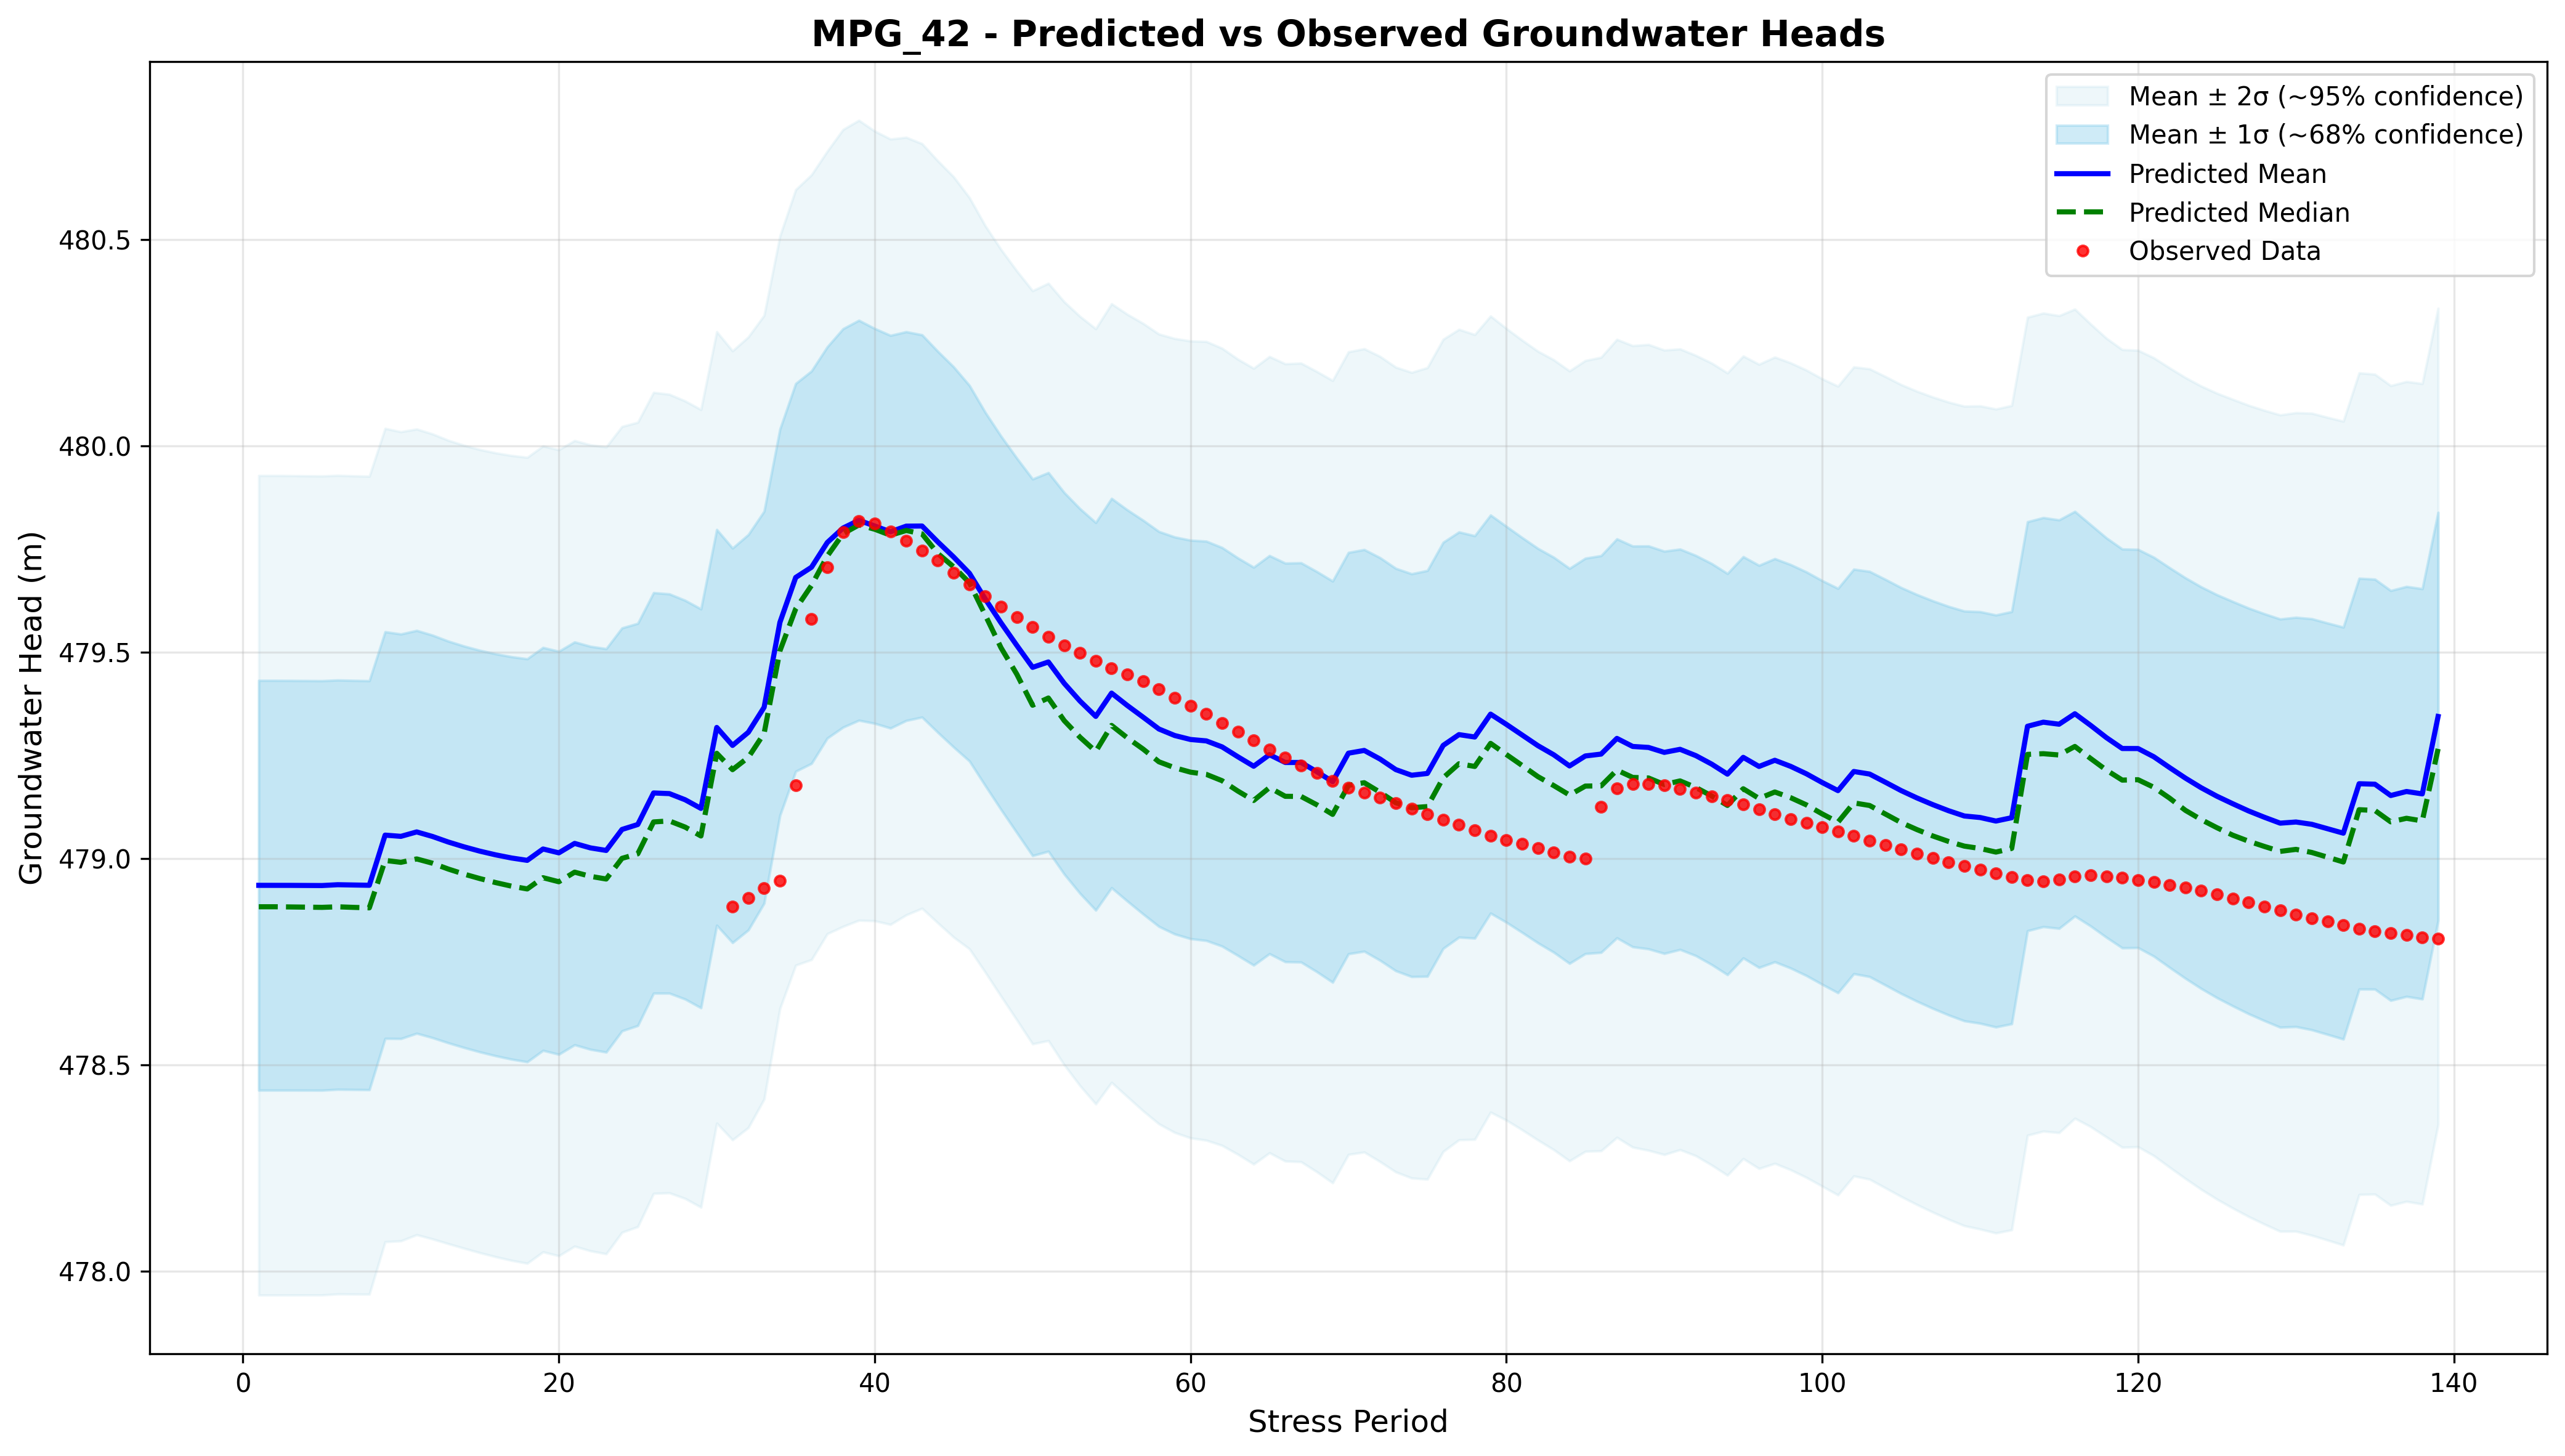 MPG_42 - Predicted vs Observed Groundwater Heads
Mean ± 2σ (~95% confidence)
Mean ± 1σ (~68% confidence)
Predicted Mean
Predicted Median
Observed Data
Groundwater Head (m)
480.5
480.0
479.5
479.0
478.5
478.0
0 20 40 60 80 100 120 140
Stress Period